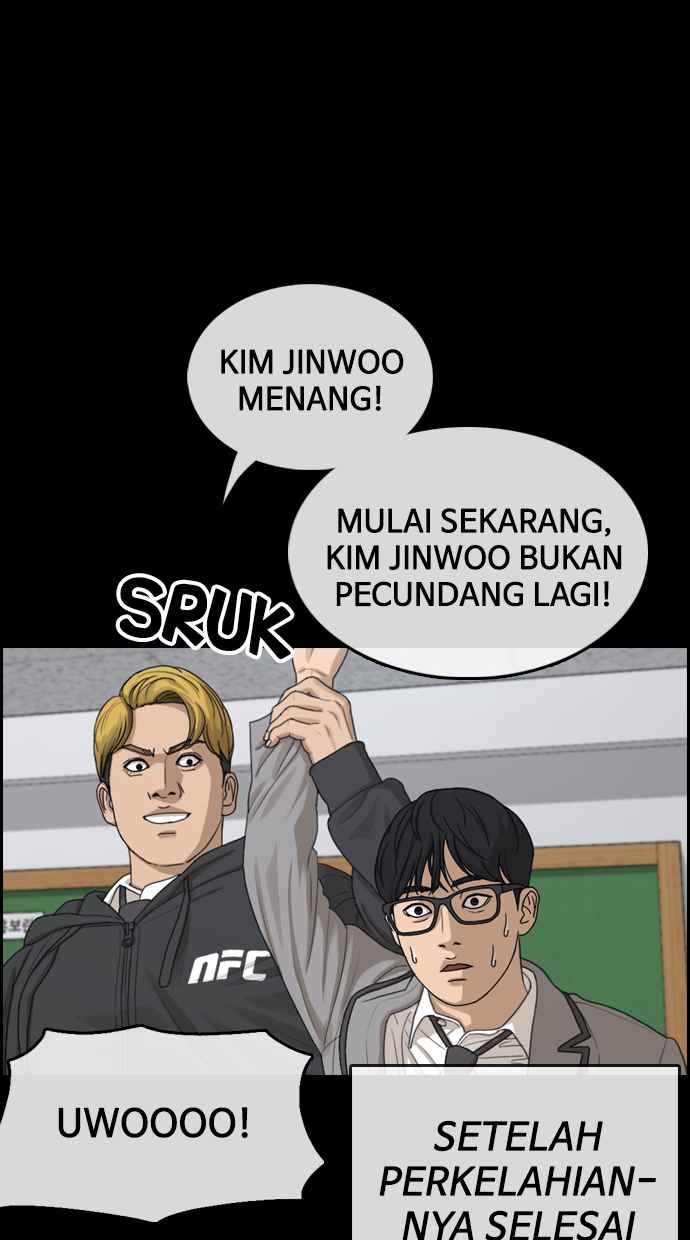 KIM JINWOO
MENANG!
MULAI SEKARANG,
KIM JINWOO BUKAN
PECUNDANG LAGI!
SRUK
NFC
UWOOOO!
SETELAH
PERKELAHIAN-
NYA SELESAI